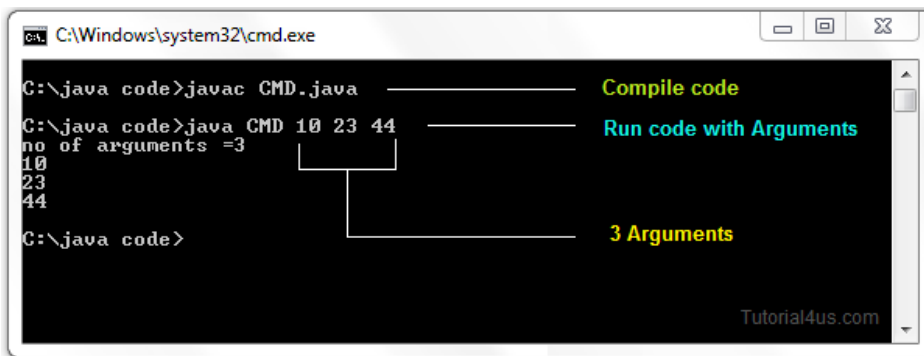 C:\Windows\system32\cmd.exe
C:\java code>javac CMD.java
Compile code
C:\java code>java CMD 10 23 44
Run code with Arguments
no of arguments =3
10
23
44
3 Arguments
C:\java code>
Tutorial4us.com